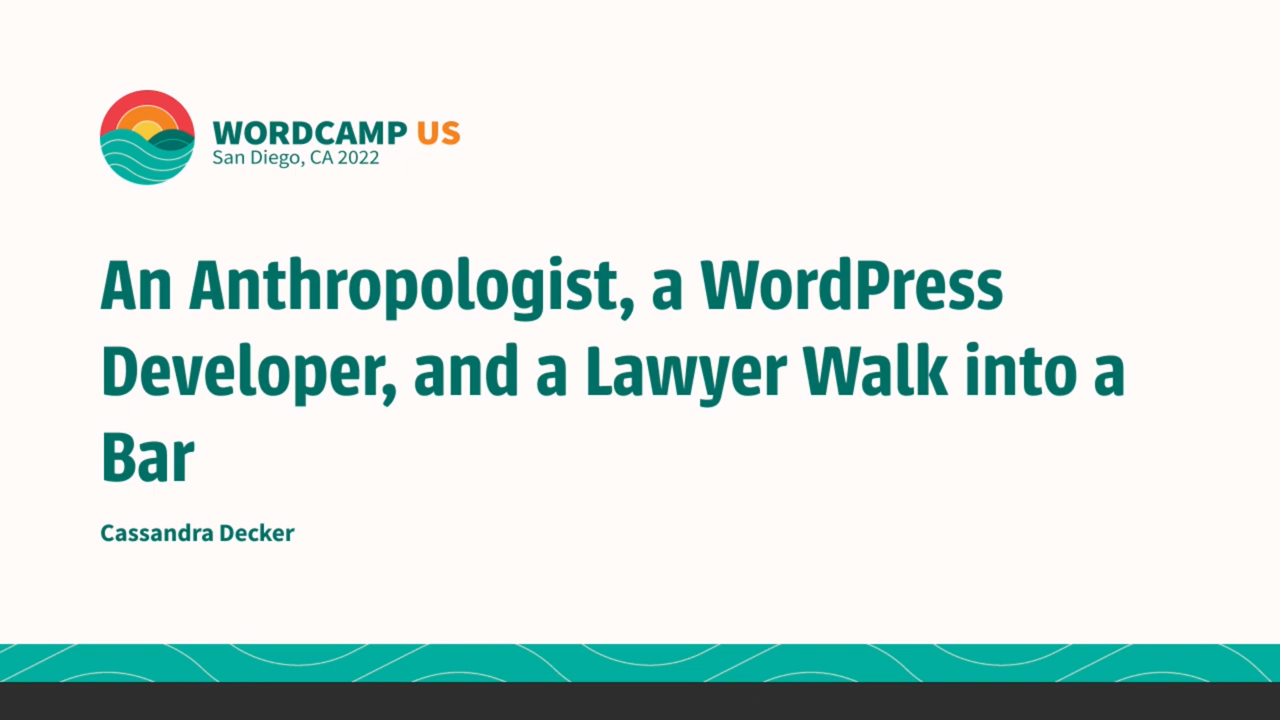 WORDCAMP US
San Diego, CA 2022
An Anthropologist, a WordPress
Developer, and a Lawyer Walk into a
Bar
Cassandra Decker